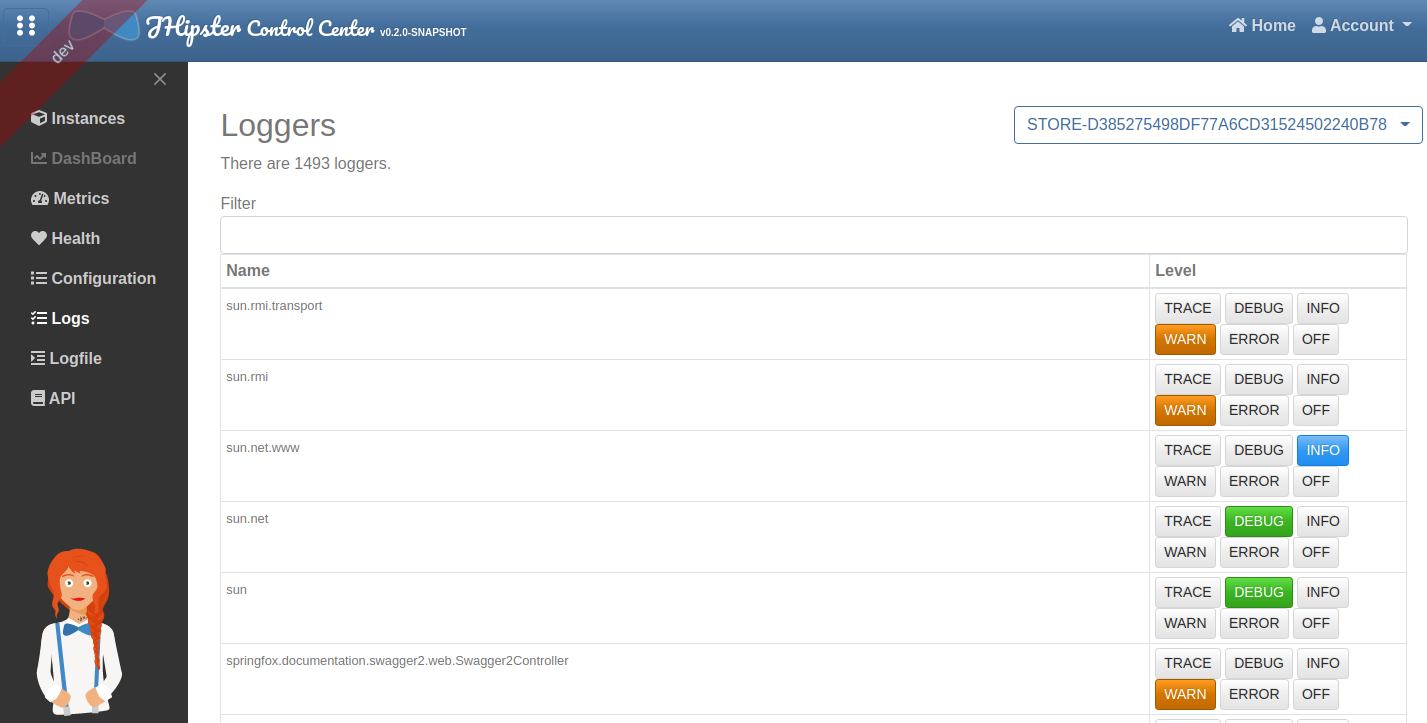 JHipster Control Center v0.2.0-SNAPSHOT
Home Account
dev
Instances
DashBoard
Metrics
Health
Configuration
Logs
Logfile
API
Loggers
STORE-D385275498DF77A6CD31524502240B78
There are 1493 loggers.
Filter
Name Level
sun.rmi.transport TRACE DEBUG INFO
WARN ERROR OFF
sun.rmi TRACE DEBUG INFO
WARN ERROR OFF
sun.net.www TRACE DEBUG INFO
WARN ERROR OFF
sun.net TRACE DEBUG INFO
WARN ERROR OFF
sun TRACE DEBUG INFO
WARN ERROR OFF
springfox.documentation.swagger2.web.Swagger2Controller TRACE DEBUG INFO
WARN ERROR OFF